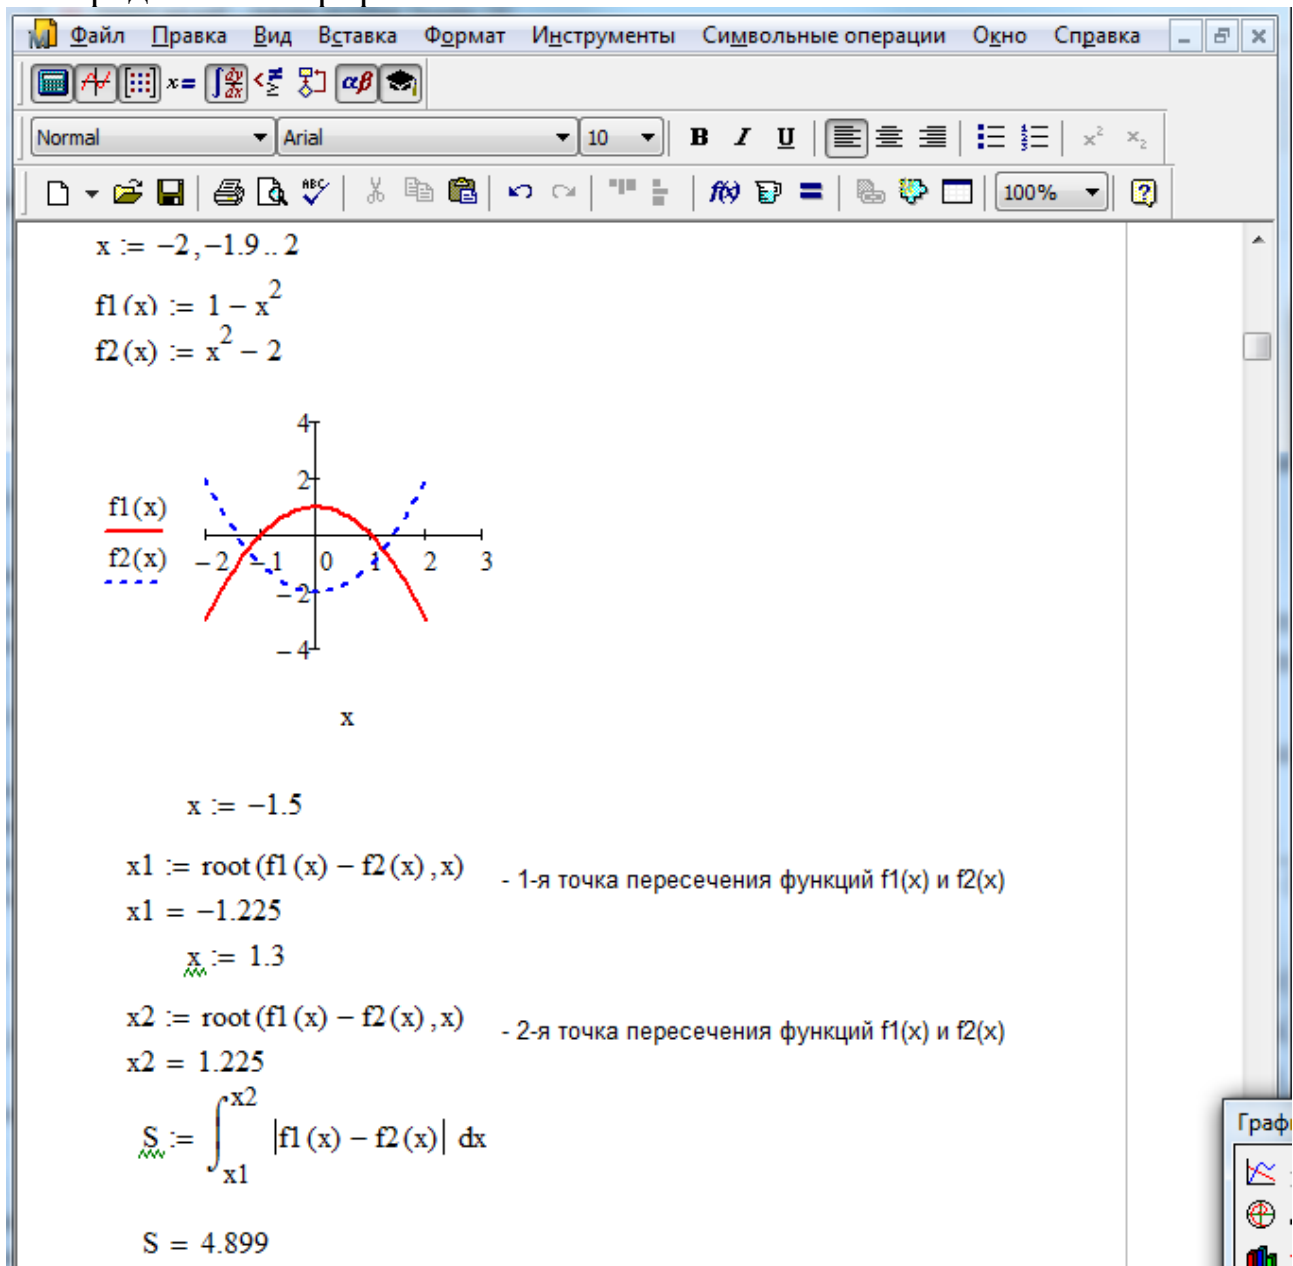 Файл Правка Вид Вставка Формат Инструменты Символьные операции Окно Справка
Normal Arial 10 B I U
100%
x := −2,−1.9.. 2
f1(x) := 1 − x^2
f2(x) := x^2 − 2
4
2
f1(x)
f2(x)
−2 −1 0 1 2 3
−2
−4
x
x := −1.5
x1 := root(f1(x) − f2(x),x) - 1-я точка пересечения функций f1(x) и f2(x)
x1 = −1.225
x := 1.3
x2 := root(f1(x) − f2(x),x) - 2-я точка пересечения функций f1(x) и f2(x)
x2 = 1.225
S := ∫_x1^x2 |f1(x) − f2(x)| dx
S = 4.899